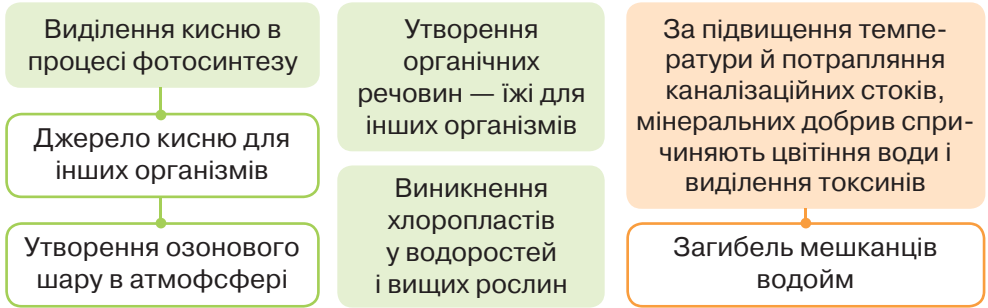 Виділення кисню в
процесі фотосинтезу
Джерело кисню для
інших організмів
Утворення озонового
шару в атмофсфері
Утворення
органічних
речовин — їжі для
інших організмів
Виникнення
хлоропластів
у водоростей
і вищих рослин
За підвищення темпе-
ратури й потрапляння
каналізаційних стоків,
мінеральних добрив спри-
чиняють цвітіння води і
виділення токсинів
Загибель мешканців
водойм